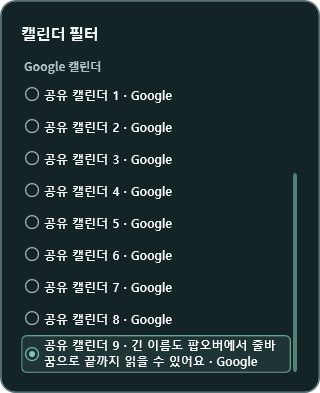 캘린더 필터
Google 캘린더
공유 캘린더 1 · Google
공유 캘린더 2 · Google
공유 캘린더 3 · Google
공유 캘린더 4 · Google
공유 캘린더 5 · Google
공유 캘린더 6 · Google
공유 캘린더 7 · Google
공유 캘린더 8 · Google
공유 캘린더 9 · 긴 이름도 팝오버에서 줄바
꿈으로 끝까지 읽을 수 있어요 · Google